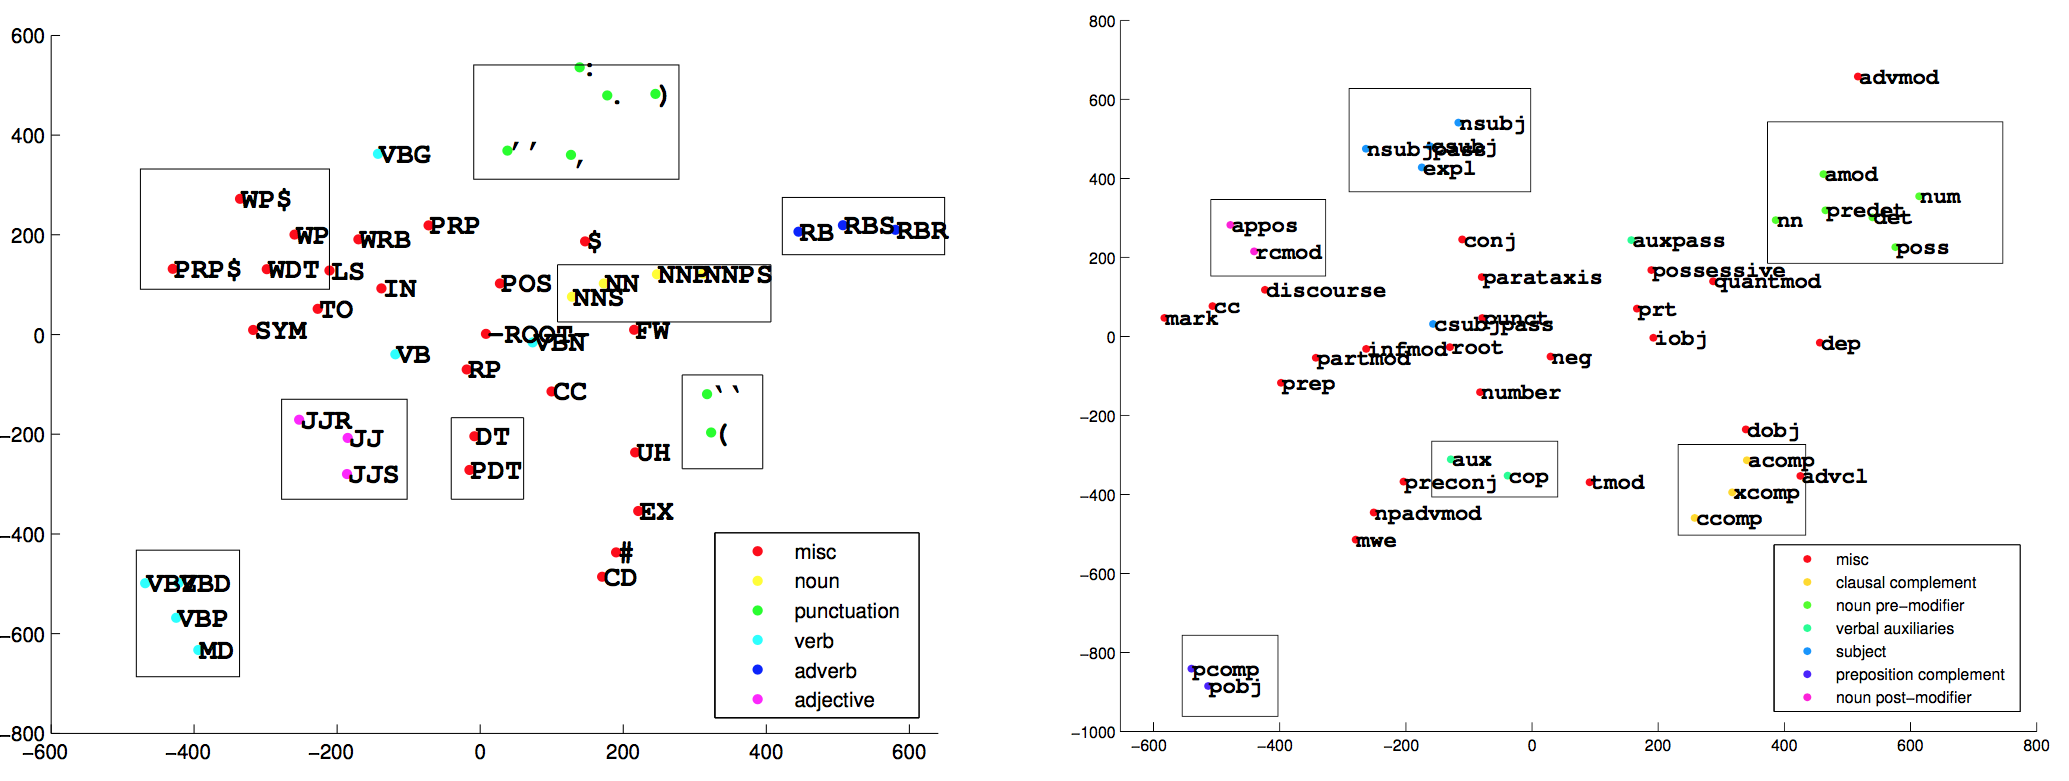 600
400
200
0
−200
−400
−600
−800
−600
−400
−200
0
200
400
600
:
.
)
’’
,
VBG
WP$
WP
WRB
PRP
$
RB
RBS
RBR
PRP$
WDT
LS
IN
POS
NN
NNS
NNP
NNPS
TO
SYM
−ROOT−
VBN
FW
VB
RP
CC
``
(
JJR
JJ
JJS
DT
PDT
UH
EX
#
CD
VBZ
VBD
VBP
MD
misc
noun
punctuation
verb
adverb
adjective
800
600
400
200
0
−200
−400
−600
−800
−1000
−600
−400
−200
0
200
400
600
800
advmod
nsubj
csubj
nsubjpass
expl
amod
num
predet
det
nn
poss
appos
rcmod
conj
auxpass
parataxis
possessive
quantmod
discourse
cc
mark
punct
csubjpass
prt
iobj
dep
infmod
root
partmod
neg
prep
number
dobj
aux
cop
preconj
tmod
acomp
advcl
xcomp
ccomp
npadvmod
mwe
pcomp
pobj
misc
clausal complement
noun pre−modifier
verbal auxiliaries
subject
preposition complement
noun post−modifier